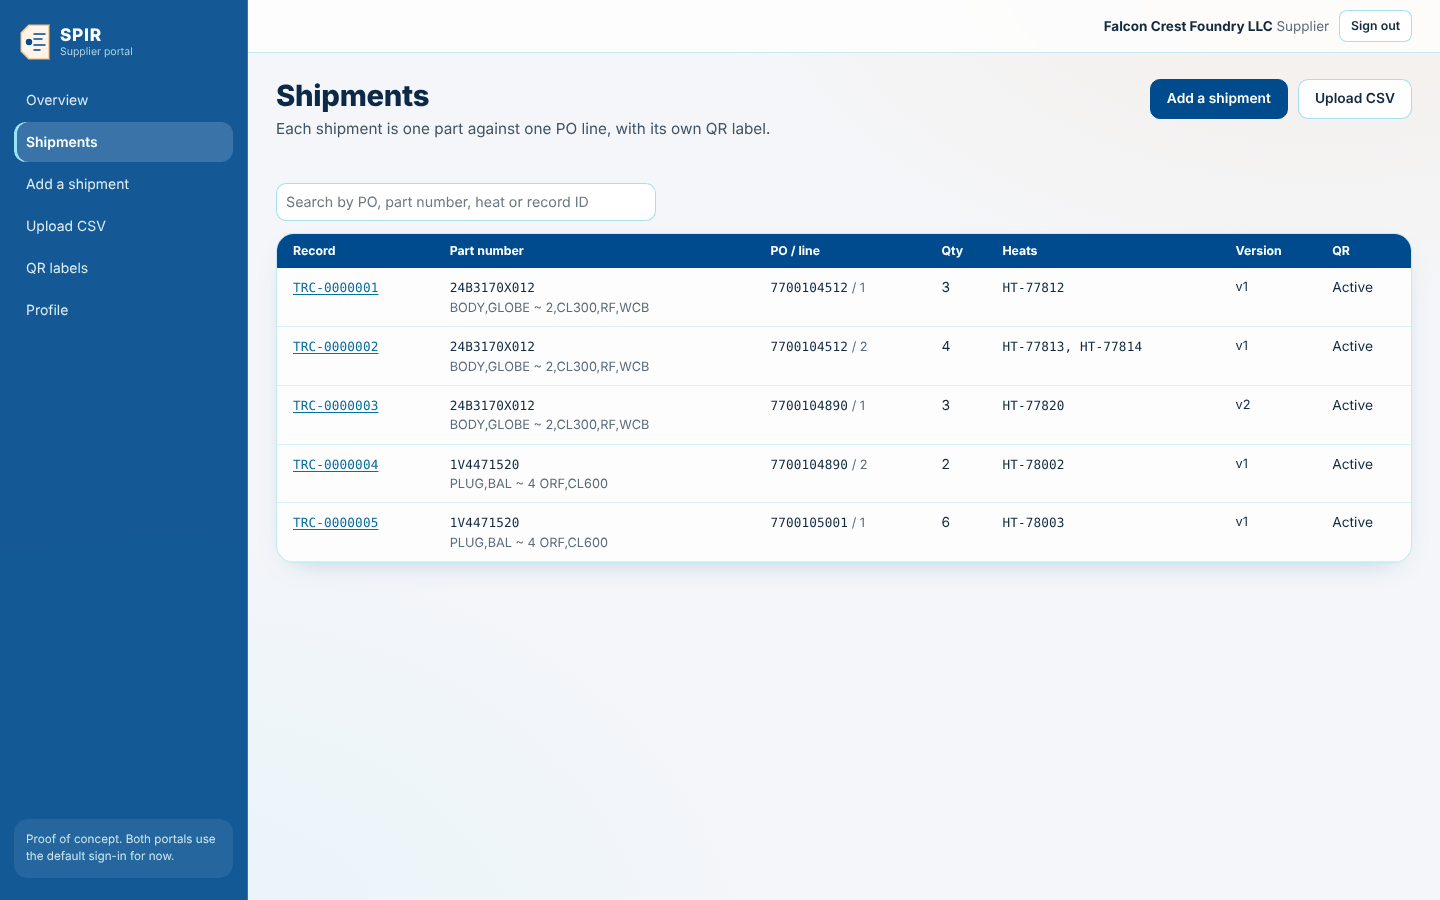 SPIR
Supplier portal
Overview
Shipments
Add a shipment
Upload CSV
QR labels
Profile
Proof of concept. Both portals use
the default sign-in for now.
Falcon Crest Foundry LLC Supplier Sign out
Shipments
Each shipment is one part against one PO line, with its own QR label.
Add a shipment Upload CSV
Search by PO, part number, heat or record ID
Record Part number PO / line Qty Heats Version QR
TRC-0000001 24B3170X012 7700104512 / 1 3 HT-77812 v1 Active
BODY,GLOBE ~ 2,CL300,RF,WCB
TRC-0000002 24B3170X012 7700104512 / 2 4 HT-77813, HT-77814 v1 Active
BODY,GLOBE ~ 2,CL300,RF,WCB
TRC-0000003 24B3170X012 7700104890 / 1 3 HT-77820 v2 Active
BODY,GLOBE ~ 2,CL300,RF,WCB
TRC-0000004 1V4471520 7700104890 / 2 2 HT-78002 v1 Active
PLUG,BAL ~ 4 ORF,CL600
TRC-0000005 1V4471520 7700105001 / 1 6 HT-78003 v1 Active
PLUG,BAL ~ 4 ORF,CL600